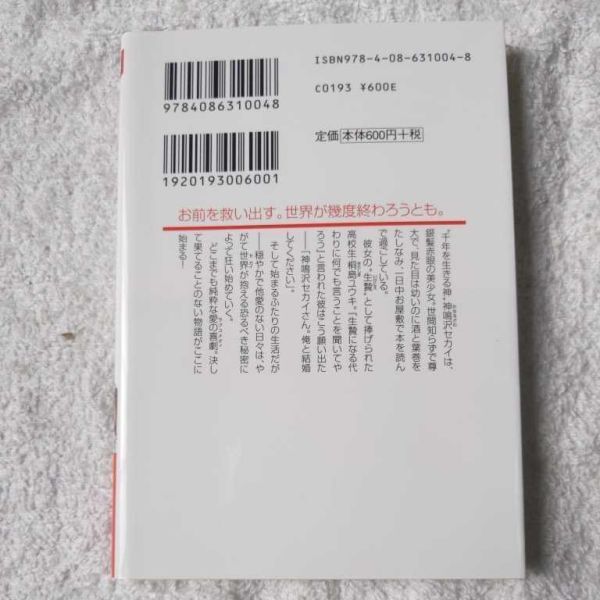 ISBN978-4-08-631004-8
C0193 ¥600E
9784086310048
定価 本体600円+税
1920193006001
お前を救い出す。世界が幾度終わろうとも。
“千年を生きる神”神鳴沢セカイは、
銀髪赤眼の美少女。世間知らずで尊
大で、見た目は幼いのに酒と葉巻を
たしなみ、一日中お屋敷で本を読ん
で過ごしている。
彼女の“生贄”として捧げられた
高校生・桐島ユウキ。『生贄になる代
わりに何でも言うことを聞いてや
ろう』と言われた彼はこう願い出た
――「神鳴沢セカイさん。俺と結婚
してください」。
そして始まるふたりの生活だが
――穏やかで他愛のない日々は、や
がて世界が抱える恐るべき秘密に
よって狂い始めていく。
どこまでも純粋な愛の喜劇。決し
て果てることのない物語がここに
始まる―